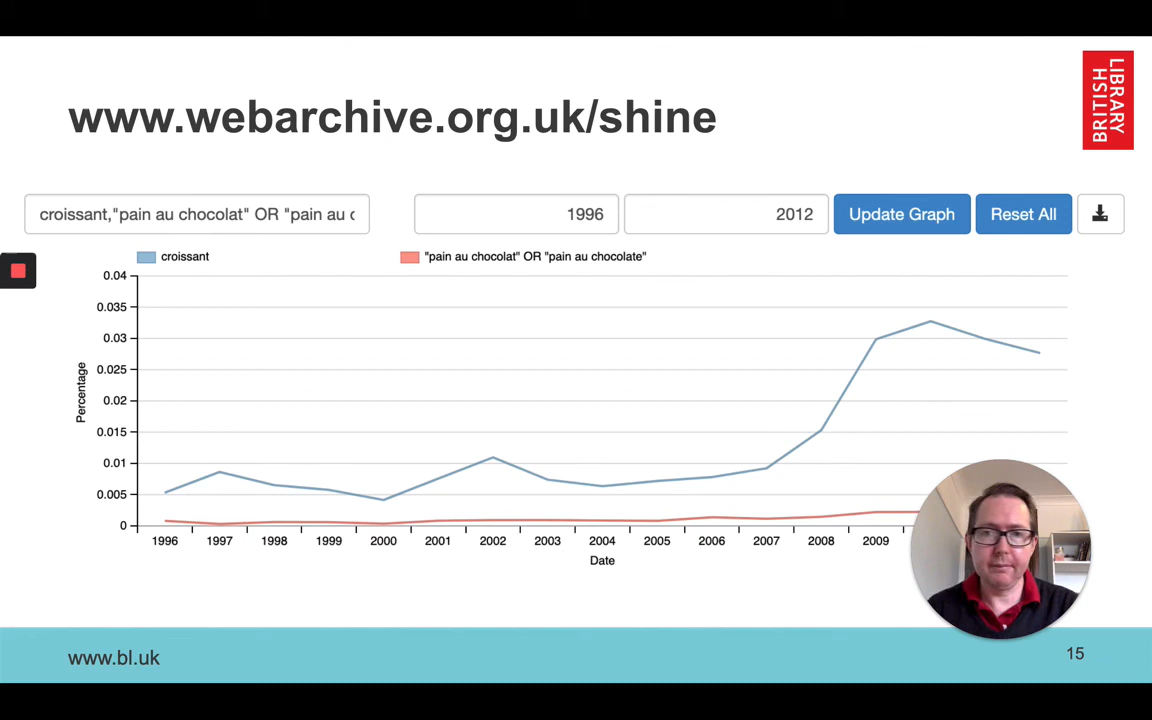 www.webarchive.org.uk/shine
BRITISH
LIBRARY
croissant,"pain au chocolat" OR "pain au c
1996
2012
Update Graph
Reset All
croissant
"pain au chocolat" OR "pain au chocolate"
0.04
0.035
0.03
0.025
0.02
0.015
0.01
0.005
0
Percentage
1996 1997 1998 1999 2000 2001 2002 2003 2004 2005 2006 2007 2008 2009
Date
www.bl.uk
15